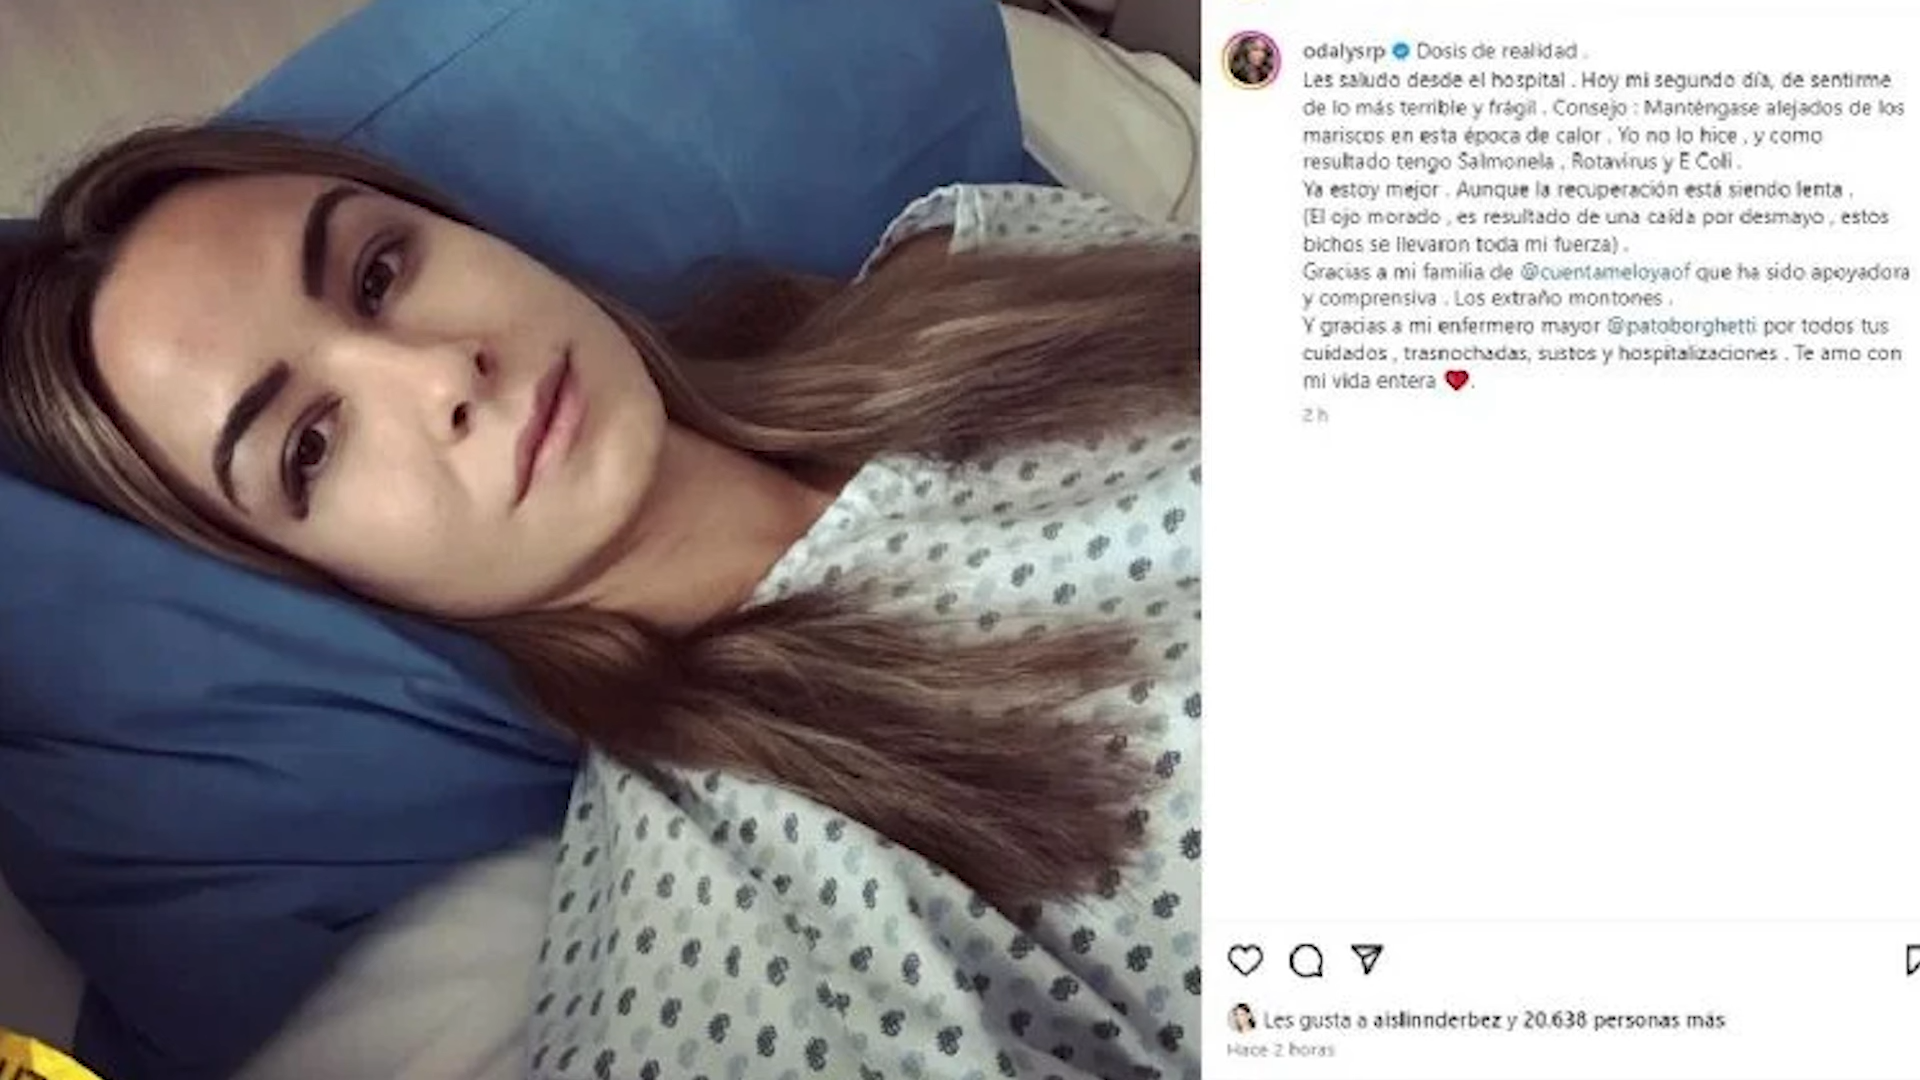 odalysrp Dosis de realidad .
Les saludo desde el hospital . Hoy mi segundo día, de sentirme
de lo más terrible y frágil . Consejo : Manténgase alejados de los
mariscos en esta época de calor . Yo no lo hice , y como
resultado tengo Salmonela , Rotavirus y E Coli .
Ya estoy mejor . Aunque la recuperación está siendo lenta .
(El ojo morado , es resultado de una caída por desmayo , estos
bichos se llevaron toda mi fuerza) .
Gracias a mi familia de @cuentameloyaof que ha sido apoyadora
y comprensiva . Los extraño montones .
Y gracias a mi enfermero mayor @patoborghetti por todos tus
cuidados , trasnochadas, sustos y hospitalizaciones . Te amo con
mi vida entera ❤️.
2 h
Les gusta a aislinnderbez y 20.638 personas más
Hace 2 horas